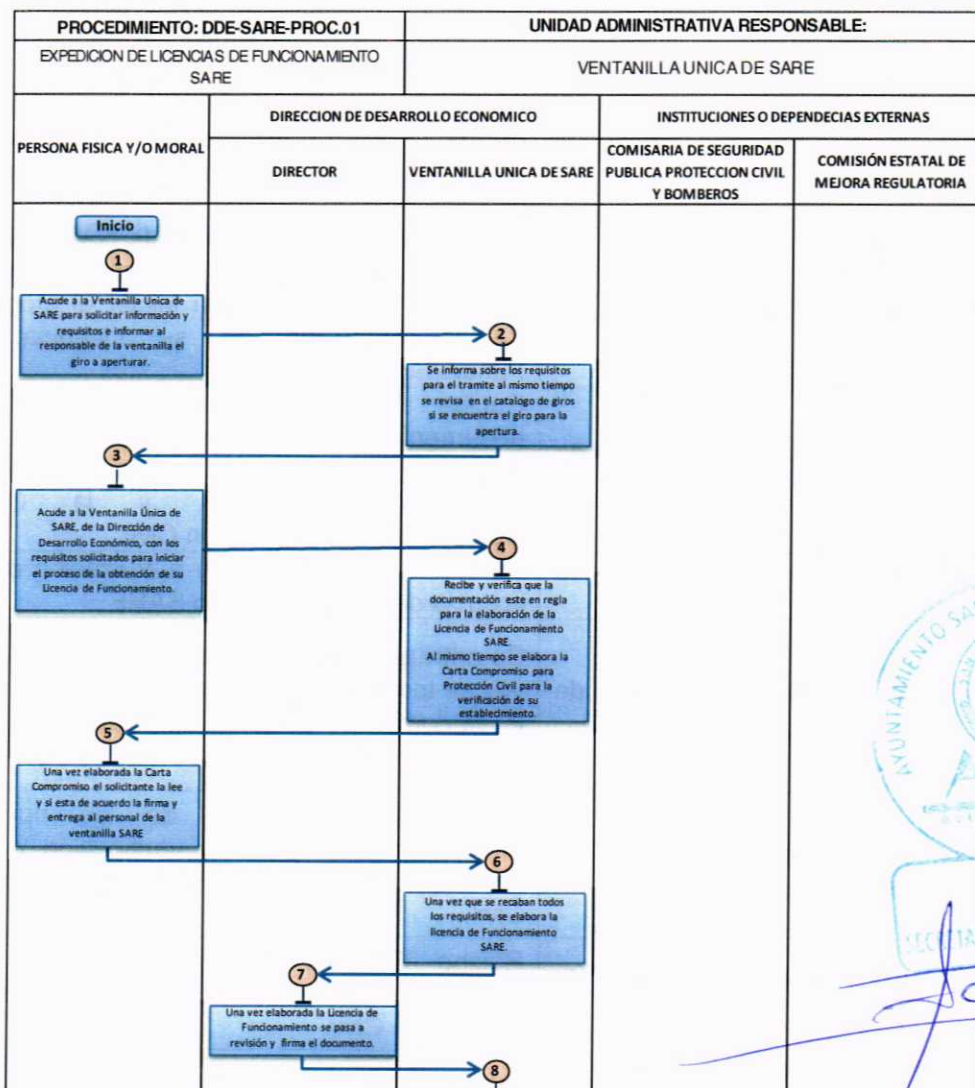 PROCEDIMIENTO: DDE-SARE-PROC.01
UNIDAD ADMINISTRATIVA RESPONSABLE:
EXPEDICION DE LICENCIAS DE FUNCIONAMIENTO
SARE
VENTANILLA UNICA DE SARE
PERSONA FISICA Y/O MORAL
DIRECCION DE DESARROLLO ECONOMICO
INSTITUCIONES O DEPENDECIAS EXTERNAS
DIRECTOR
VENTANILLA UNICA DE SARE
COMISARIA DE SEGURIDAD
PUBLICA PROTECCION CIVIL
Y BOMBEROS
COMISIÓN ESTATAL DE
MEJORA REGULATORIA
Inicio
1
Acude a la Ventanilla Unica de
SARE para solicitar información y
requisitos e informar al
responsable de la ventanilla el
giro a aperturar.
2
Se informa sobre los requisitos
para el tramite al mismo tiempo
se revisa en el catalogo de giros
si se encuentra el giro para la
apertura.
3
Acude a la Ventanilla Única de
SARE, de la Dirección de
Desarrollo Económico, con los
requisitos solicitados para iniciar
el proceso de la obtención de su
Licencia de Funcionamiento.
4
Recibe y verifica que la
documentación este en regla
para la elaboración de la
Licencia de Funcionamiento
SARE.
Al mismo tiempo se elabora la
Carta Compromiso para
Protección Civil para la
verificación de su
establecimiento.
5
Una vez elaborada la Carta
Compromiso el solicitante la lee
y si esta de acuerdo la firma y
entrega al personal de la
ventanilla SARE
6
Una vez que se recaban todos
los requisitos, se elabora la
licencia de Funcionamiento
SARE.
7
Una vez elaborada la Licencia de
Funcionamiento se pasa a
revisión y firma el documento.
8
AYUNTAMIENTO